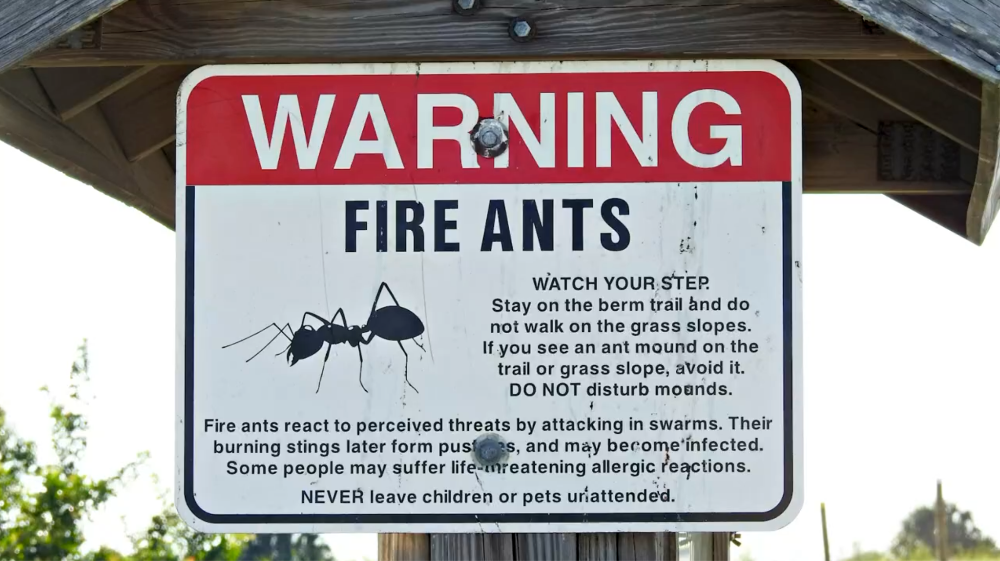 WARNING
FIRE ANTS
WATCH YOUR STEP.
Stay on the berm trail and do
not walk on the grass slopes.
If you see an ant mound on the
trail or grass slope, avoid it.
DO NOT disturb mounds.
Fire ants react to perceived threats by attacking in swarms. Their
burning stings later form pustules, and may become infected.
Some people may suffer life-threatening allergic reactions.
NEVER leave children or pets unattended.